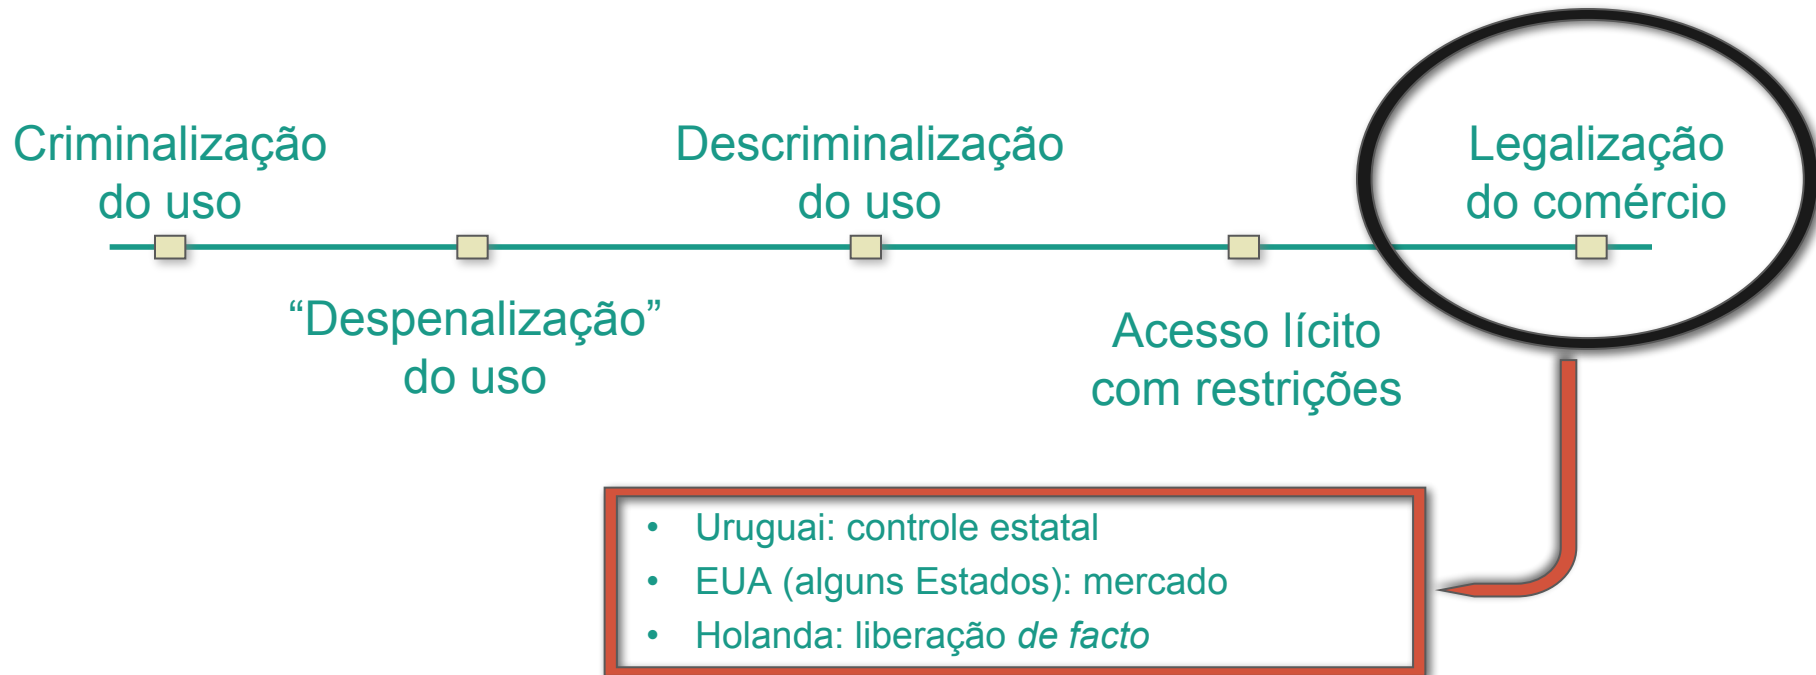 Criminalização
do uso
“Despenalização”
do uso
Descriminalização
do uso
Acesso lícito
com restrições
Legalização
do comércio
• Uruguai: controle estatal
• EUA (alguns Estados): mercado
• Holanda: liberação de facto